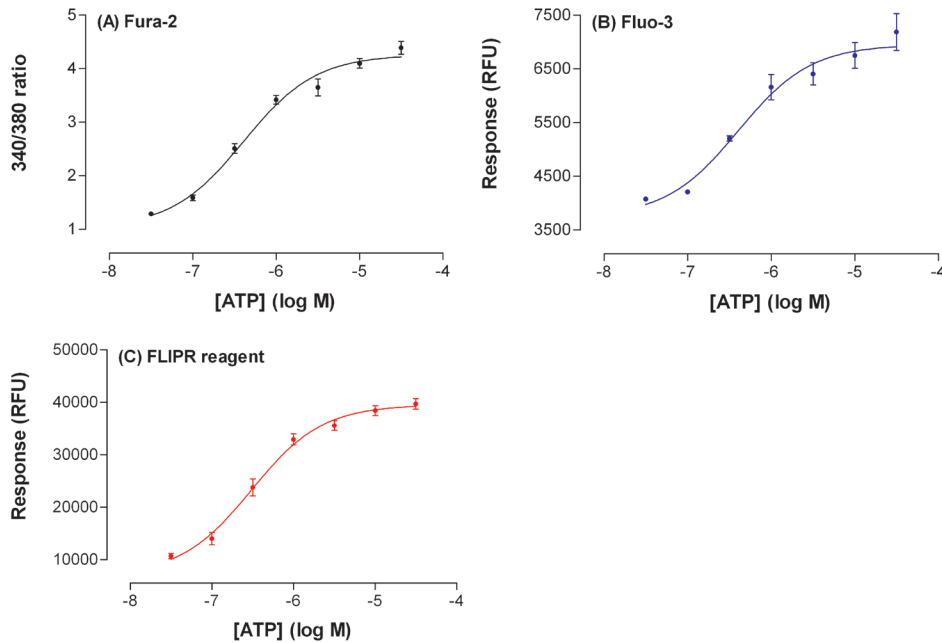 (A) Fura-2
340/380 ratio
5
4
3
2
1
-8 -7 -6 -5 -4
[ATP] (log M)
(B) Fluo-3
Response (RFU)
7500
6500
5500
4500
3500
-8 -7 -6 -5 -4
[ATP] (log M)
(C) FLIPR reagent
Response (RFU)
50000
40000
30000
20000
10000
-8 -7 -6 -5 -4
[ATP] (log M)